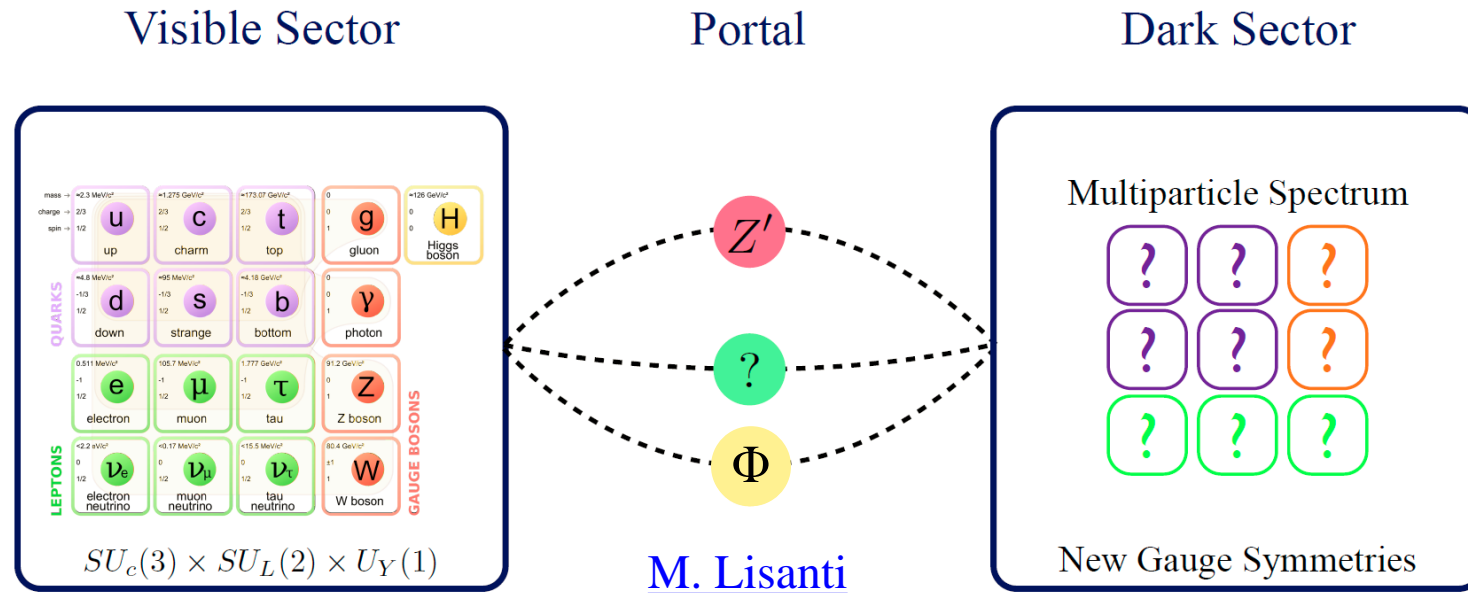 Visible Sector
Portal
Dark Sector
mass →
charge →
spin →
≈2.3 MeV/c²
2/3
1/2
u
up
≈1.275 GeV/c²
2/3
1/2
c
charm
≈173.07 GeV/c²
2/3
1/2
t
top
0
0
1
g
gluon
≈126 GeV/c²
0
0
H
Higgs
boson
QUARKS
≈4.8 MeV/c²
-1/3
1/2
d
down
≈95 MeV/c²
-1/3
1/2
s
strange
≈4.18 GeV/c²
-1/3
1/2
b
bottom
0
0
1
γ
photon
LEPTONS
0.511 MeV/c²
-1
1/2
e
electron
105.7 MeV/c²
-1
1/2
μ
muon
1.777 GeV/c²
-1
1/2
τ
tau
91.2 GeV/c²
0
1
Z
Z boson
GAUGE BOSONS
<2.2 eV/c²
0
1/2
νe
electron
neutrino
<0.17 MeV/c²
0
1/2
νμ
muon
neutrino
<15.5 MeV/c²
0
1/2
ντ
tau
neutrino
80.4 GeV/c²
±1
1
W
W boson
SU_c(3) × SU_L(2) × U_Y(1)
Z′
?
Φ
M. Lisanti
Multiparticle Spectrum
? ? ?
? ? ?
? ? ?
New Gauge Symmetries